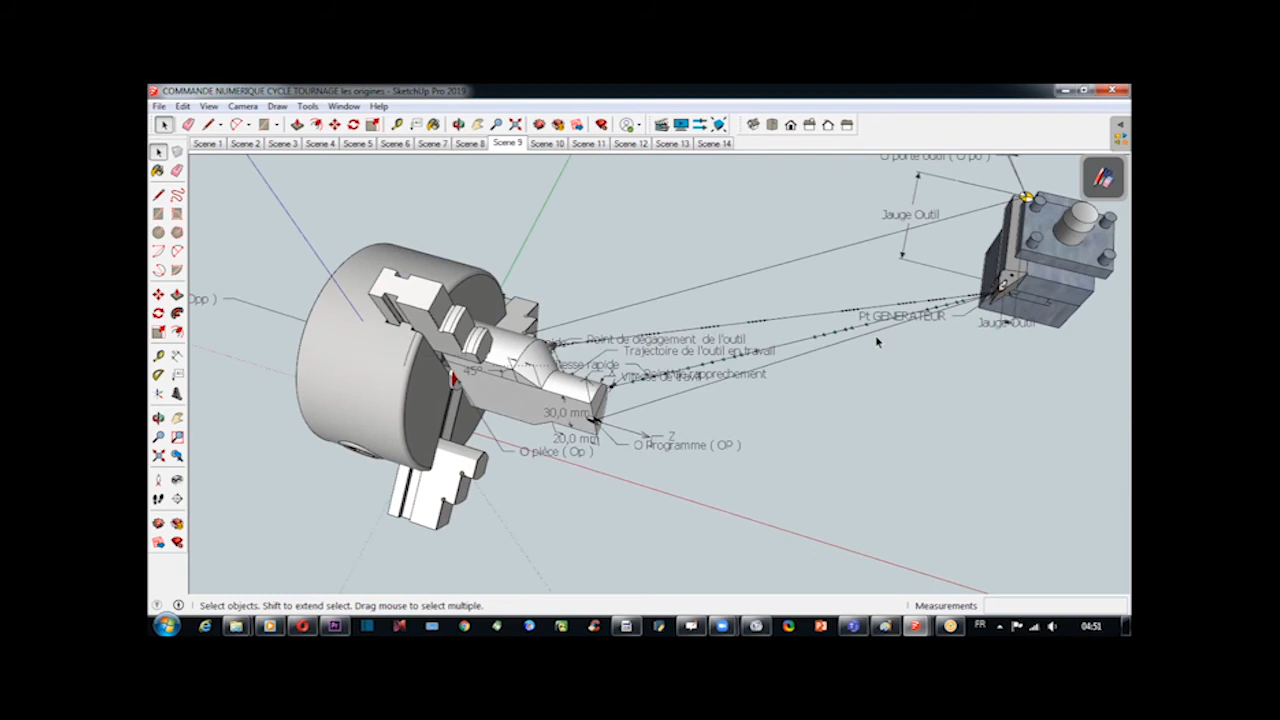 COMMANDE NUMERIQUE CYCLE TOURNAGE les origines - SketchUp Pro 2019
File Edit View Camera Draw Tools Window Help
Scene 1 Scene 2 Scene 3 Scene 4 Scene 5 Scene 6 Scene 7 Scene 8 Scene 9 Scene 10 Scene 11 Scene 12 Scene 13 Scene 14
O porte outil ( O po )
Jauge Outil
Opp )
Pt GENERATEUR
Jauge Outil
Point de dégagement de l'outil
Trajectoire de l'outil en travail
rapide
Point de rapprochement
45°
30,0 mm
20,0 mm
Z
O Programme ( OP )
O pièce ( Op )
Select objects. Shift to extend select. Drag mouse to select multiple.
Measurements
FR
04:51